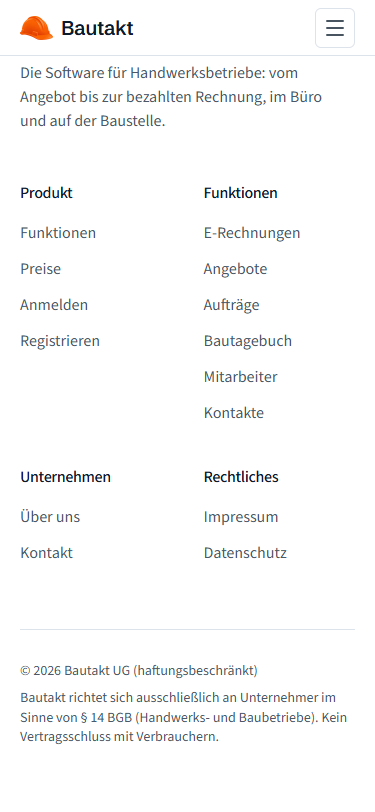 Bautakt
Die Software für Handwerksbetriebe: vom
Angebot bis zur bezahlten Rechnung, im Büro
und auf der Baustelle.
Produkt
Funktionen
Preise
Anmelden
Registrieren
Funktionen
E-Rechnungen
Angebote
Aufträge
Bautagebuch
Mitarbeiter
Kontakte
Unternehmen
Über uns
Kontakt
Rechtliches
Impressum
Datenschutz
© 2026 Bautakt UG (haftungsbeschränkt)
Bautakt richtet sich ausschließlich an Unternehmer im
Sinne von § 14 BGB (Handwerks- und Baubetriebe). Kein
Vertragsschluss mit Verbrauchern.